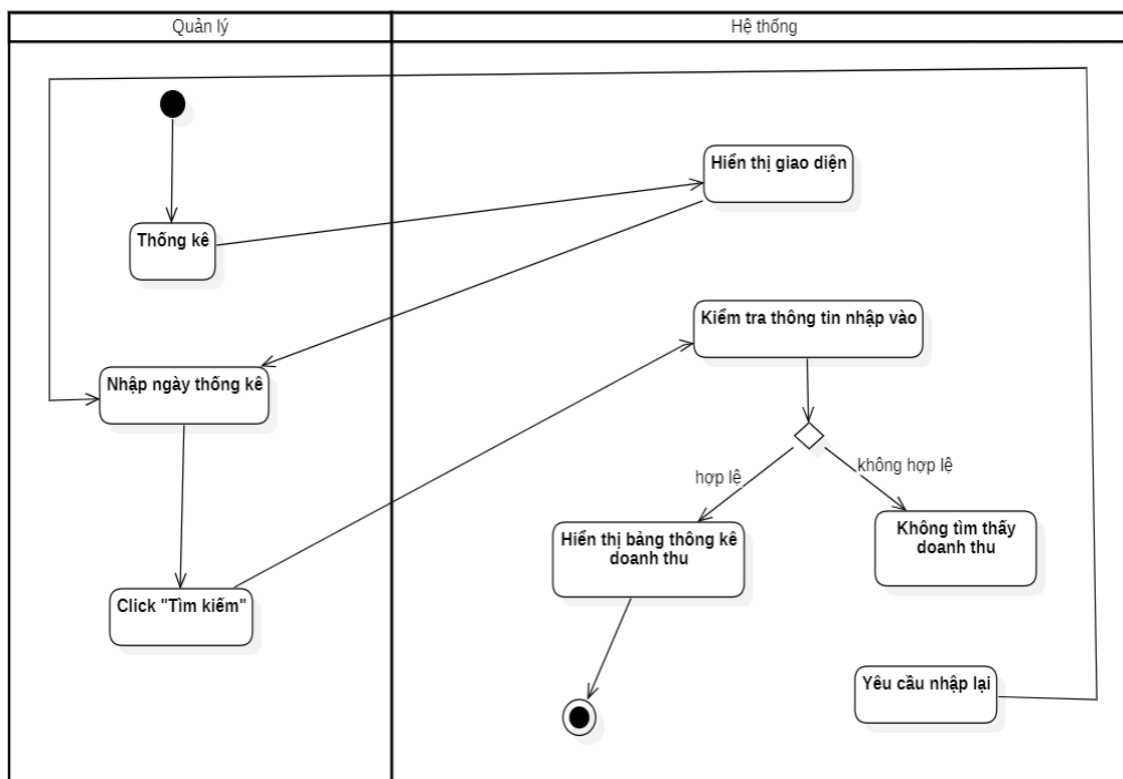 Quản lý
Hệ thống
Hiển thị giao diện
Thống kê
Kiểm tra thông tin nhập vào
Nhập ngày thống kê
hợp lệ
không hợp lệ
Hiển thị bảng thông kê
doanh thu
Không tìm thấy
doanh thu
Click "Tìm kiếm"
Yêu cầu nhập lại